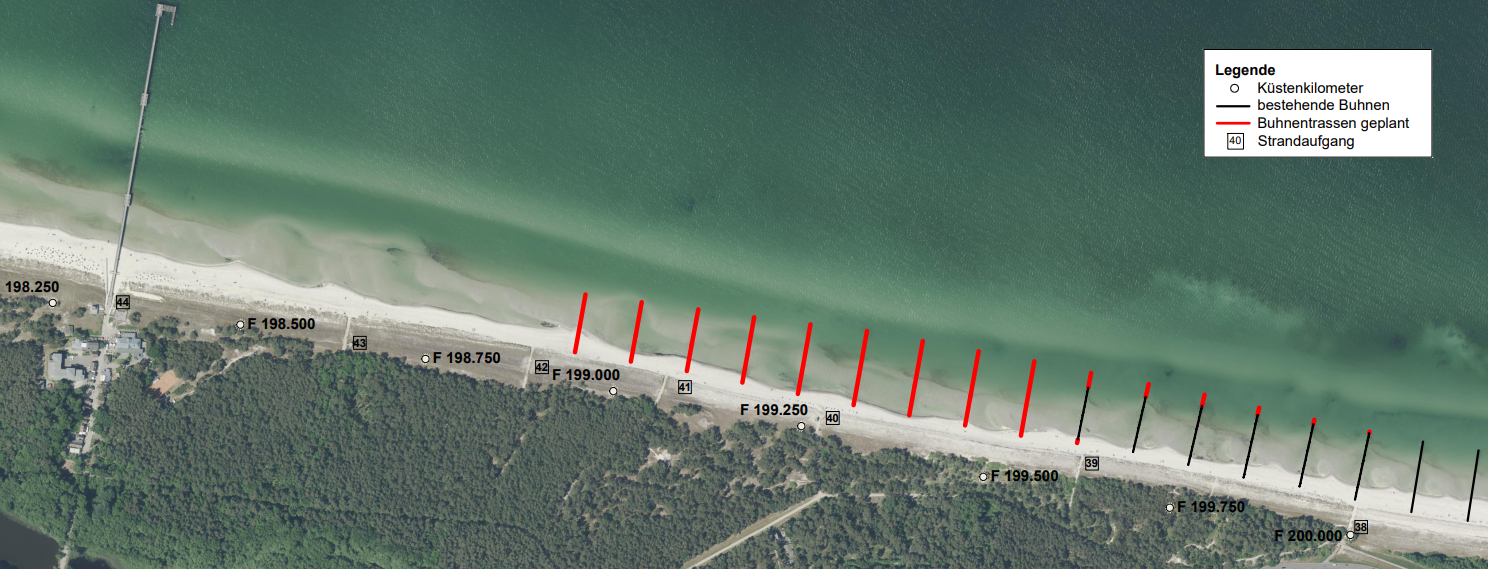 Legende
Küstenkilometer
bestehende Buhnen
Buhnentrassen geplant
40 Strandaufgang
198.250
44
F 198.500
43
F 198.750
42
F 199.000
41
F 199.250
40
F 199.500
39
F 199.750
F 200.000
38